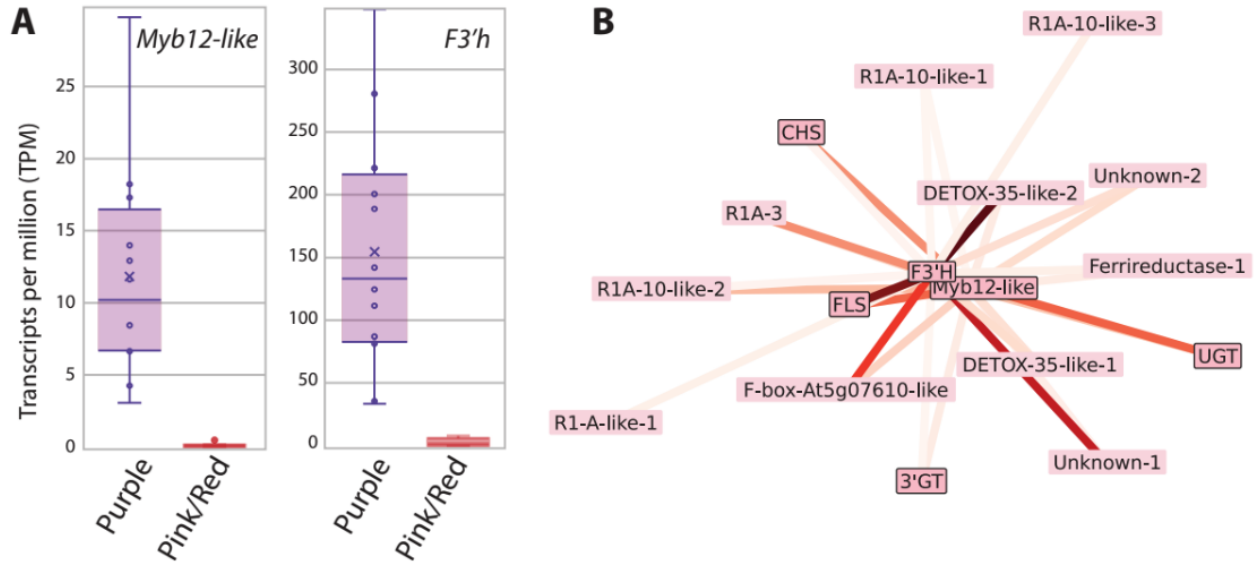 A
Transcripts per million (TPM)
Myb12-like
25
20
15
10
5
0
Purple
Pink/Red
F3'h
300
250
200
150
100
50
0
Purple
Pink/Red
B
R1A-10-like-3
R1A-10-like-1
CHS
Unknown-2
DETOX-35-like-2
R1A-3
F3'H
Ferrireductase-1
R1A-10-like-2
Myb12-like
FLS
UGT
DETOX-35-like-1
F-box-At5g07610-like
R1-A-like-1
Unknown-1
3'GT